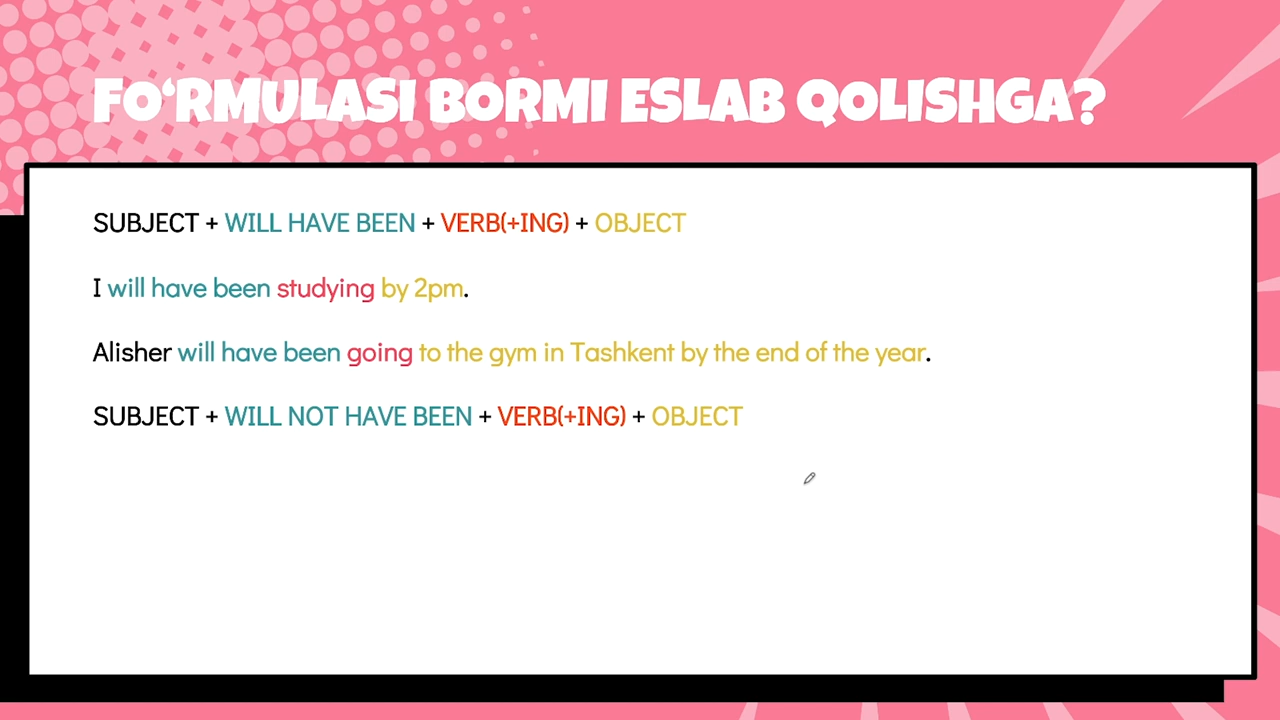 FO‘RMULASI BORMI ESLAB QOLISHGA?
SUBJECT + WILL HAVE BEEN + VERB(+ING) + OBJECT
I will have been studying by 2pm.
Alisher will have been going to the gym in Tashkent by the end of the year.
SUBJECT + WILL NOT HAVE BEEN + VERB(+ING) + OBJECT